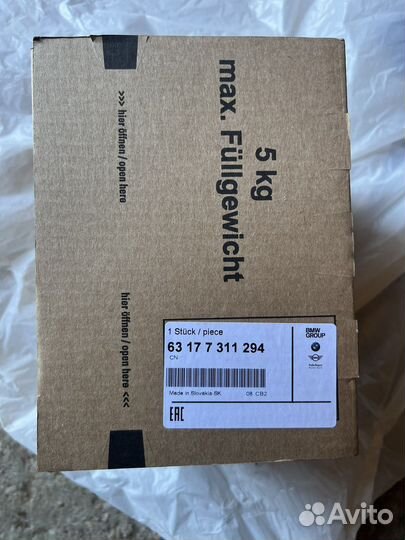 >>> hier öffnen / open here
5 kg
max. Füllgewicht
hier öffnen / open here <<<
1 Stück / piece
BMW
GROUP
63 17 7 311 294
CN
Made in Slovakia SK
08 CB2
EAC
Avito